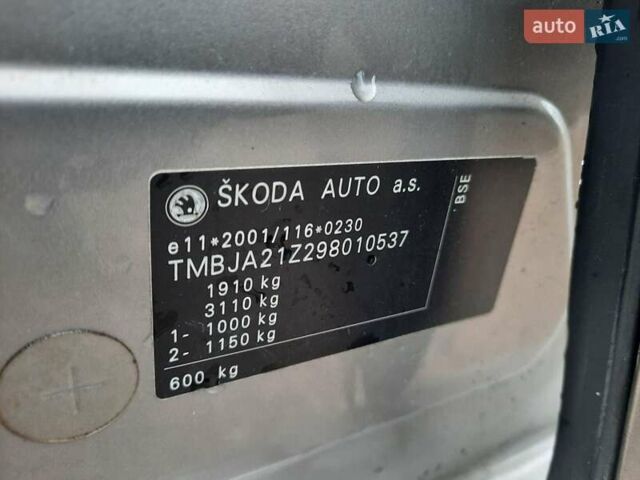 auto RIA.com
ŠKODA AUTO a.s.
BSE
e11*2001/116*0230
TMBJA21Z298010537
1910 kg
3110 kg
1- 1000 kg
2- 1150 kg
600 kg